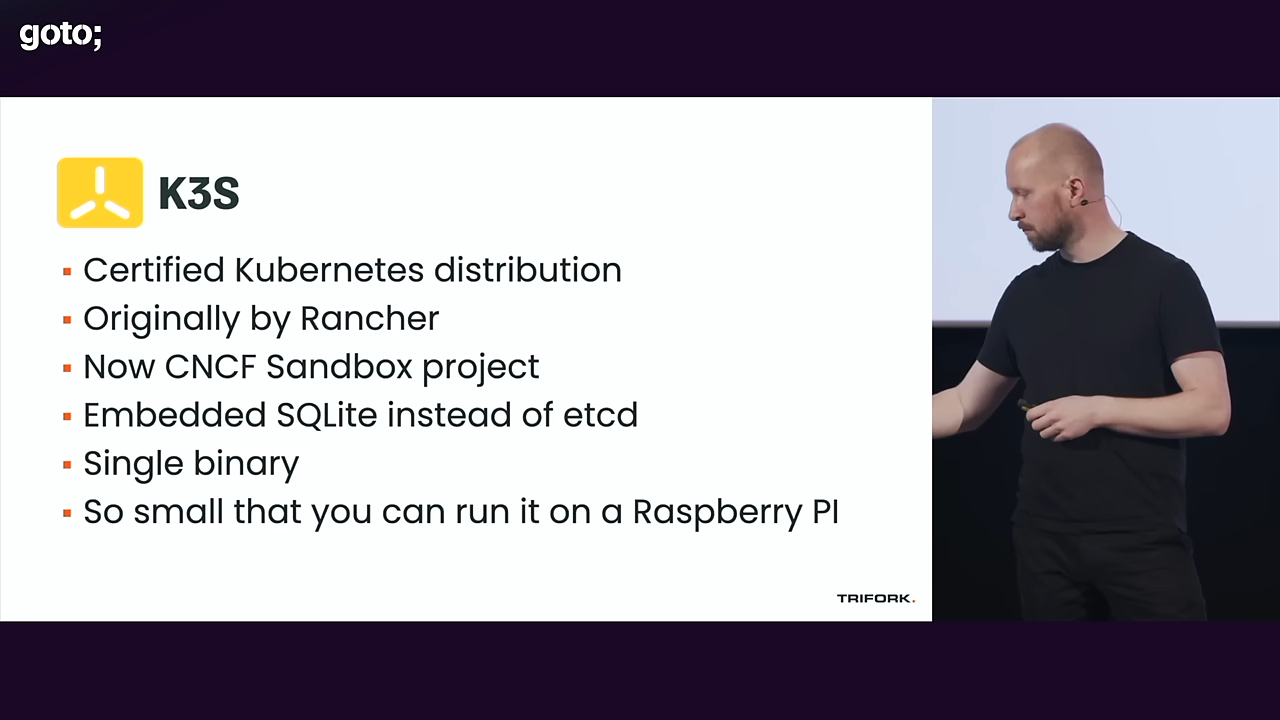 goto;
K3S
Certified Kubernetes distribution
Originally by Rancher
Now CNCF Sandbox project
Embedded SQLite instead of etcd
Single binary
So small that you can run it on a Raspberry PI
TRIFORK.